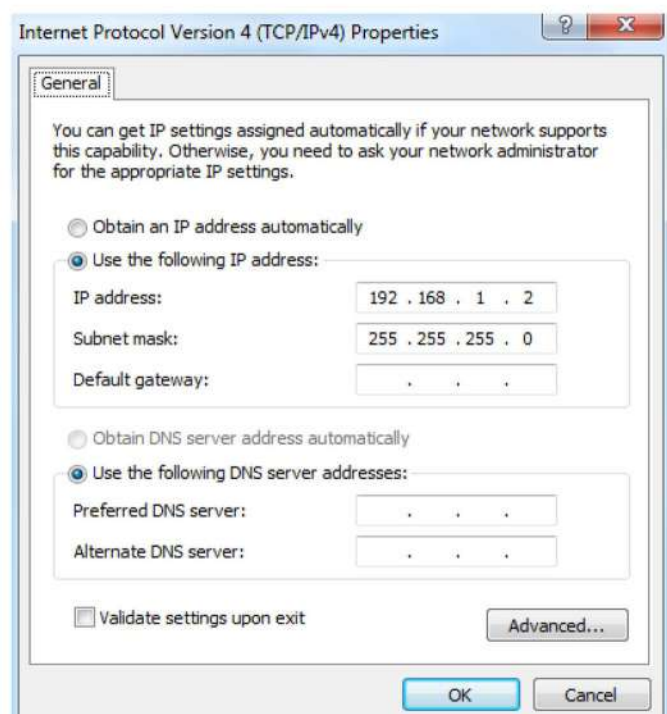 Internet Protocol Version 4 (TCP/IPv4) Properties
General
You can get IP settings assigned automatically if your network supports
this capability. Otherwise, you need to ask your network administrator
for the appropriate IP settings.
Obtain an IP address automatically
Use the following IP address:
IP address: 192 . 168 . 1 . 2
Subnet mask: 255 . 255 . 255 . 0
Default gateway: . . .
Obtain DNS server address automatically
Use the following DNS server addresses:
Preferred DNS server: . . .
Alternate DNS server: . . .
Validate settings upon exit
Advanced...
OK Cancel